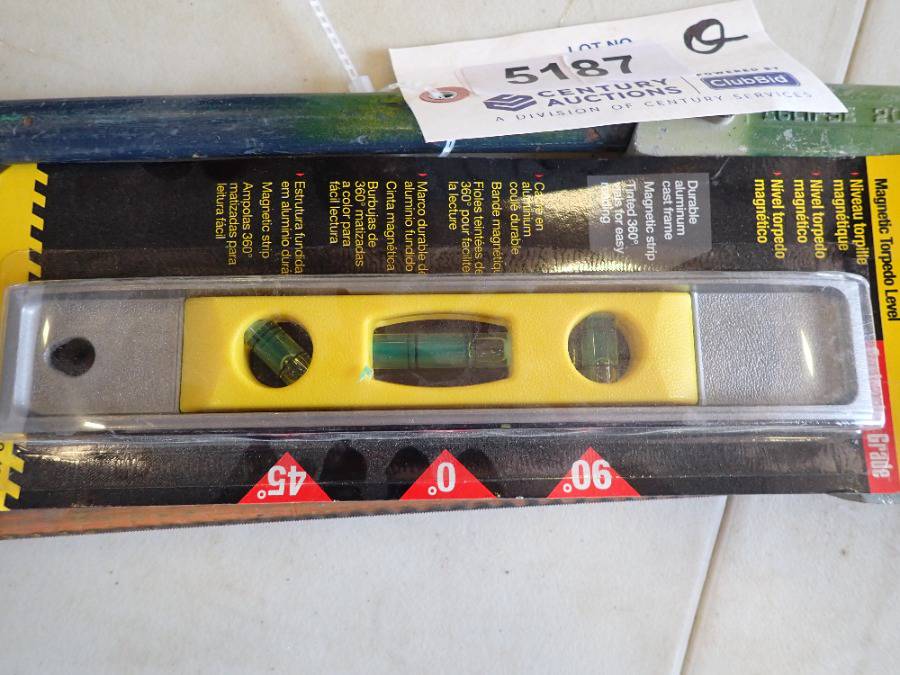 LOT NO.
5187
CENTURY
AUCTIONS
A DIVISION OF CENTURY SERVICES
POWERED BY
ClubBid
Magnetic Torpedo Level
Niveau torpille
magnétique
Nivel torpedo
magnético
Nivel torpedo
magnético
Durable
aluminum
cast frame
Magnetic strip
Tinted 360°
for easy
reading
en
aluminium
coulé durable
Bande magnétique
Fioles teintées de
360° pour faciliter
la lecture
Marco durable de
aluminio fundido
Cinta magnética
Burbujas de
360° matizadas
a color para
fácil lectura
Estrutura fundida
em alumínio durá
Magnetic strip
Ampolas 360°
matizadas para
leitura fácil
Grade
45°
0°
90°